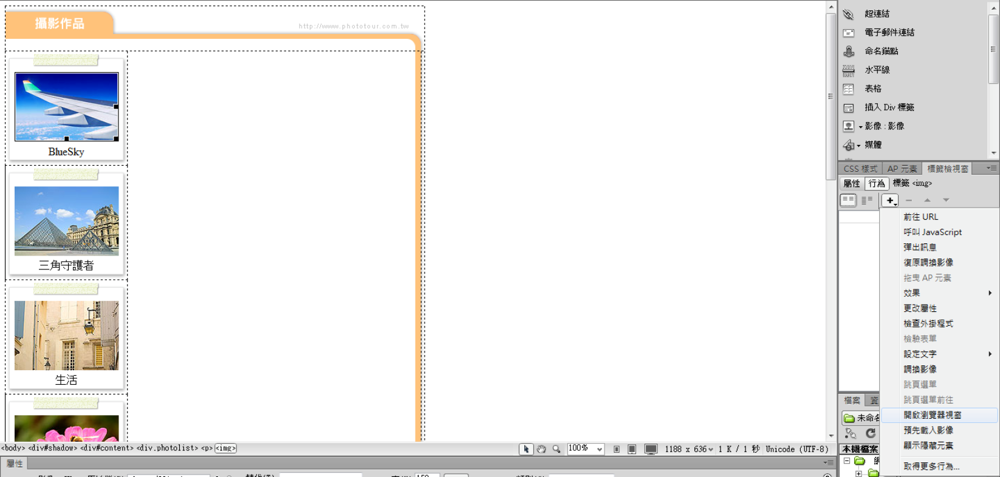 攝影作品
http://www.phototour.com.tw
BlueSky
三角守護者
生活
<body> <div#shadow> <div#content> <div.photolist> <p> <img>
100%
1188 x 636
1 K / 1 秒
Unicode (UTF-8)
屬性
超連結
電子郵件連結
命名錨點
水平線
表格
插入 Div 標籤
影像 : 影像
媒體
CSS 樣式
AP 元素
標籤檢視窗
屬性
行為
標籤 <img>
前往 URL
呼叫 JavaScript
彈出訊息
復原調換影像
拖曳 AP 元素
效果
更改屬性
檢查外掛程式
檢驗表單
設定文字
調換影像
跳頁選單
跳頁選單前往
開啟瀏覽器視窗
預先載入影像
顯示隱藏元素
取得更多行為...
檔案
資
未命名
本機檔案